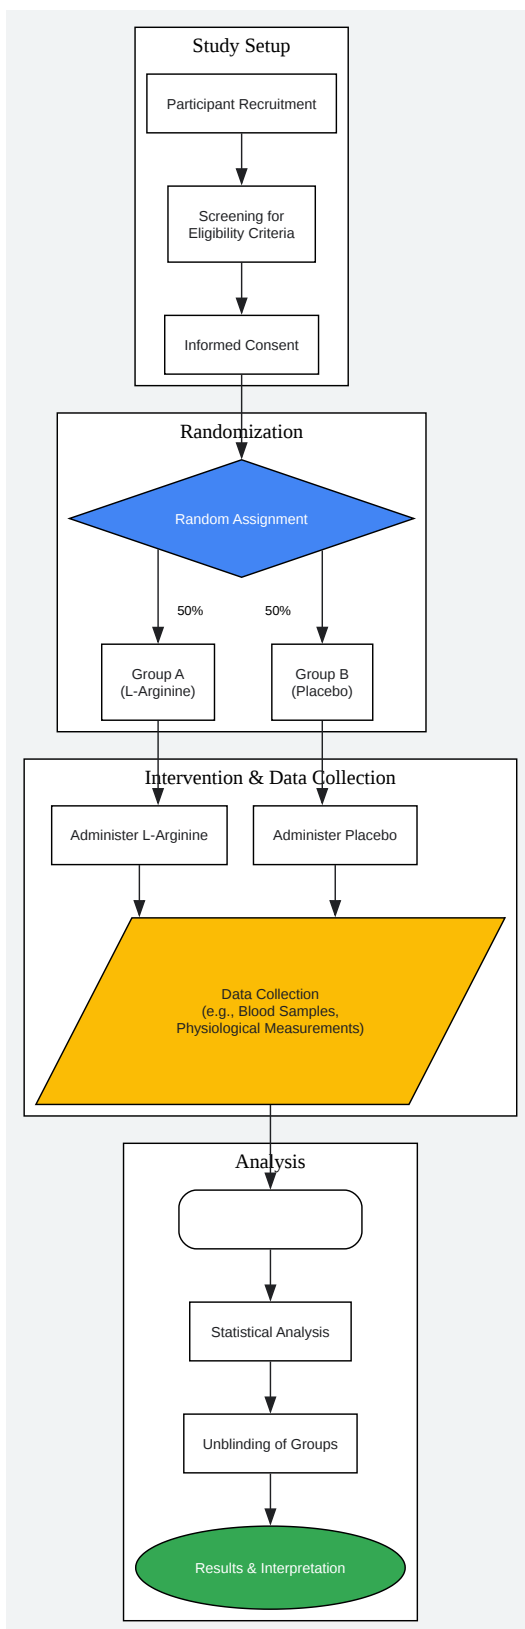 Study Setup
Participant Recruitment
Screening for
Eligibility Criteria
Informed Consent
Randomization
Random Assignment
50%
50%
Group A
(L-Arginine)
Group B
(Placebo)
Intervention & Data Collection
Administer L-Arginine
Administer Placebo
Data Collection
(e.g., Blood Samples,
Physiological Measurements)
Analysis
Statistical Analysis
Unblinding of Groups
Results & Interpretation